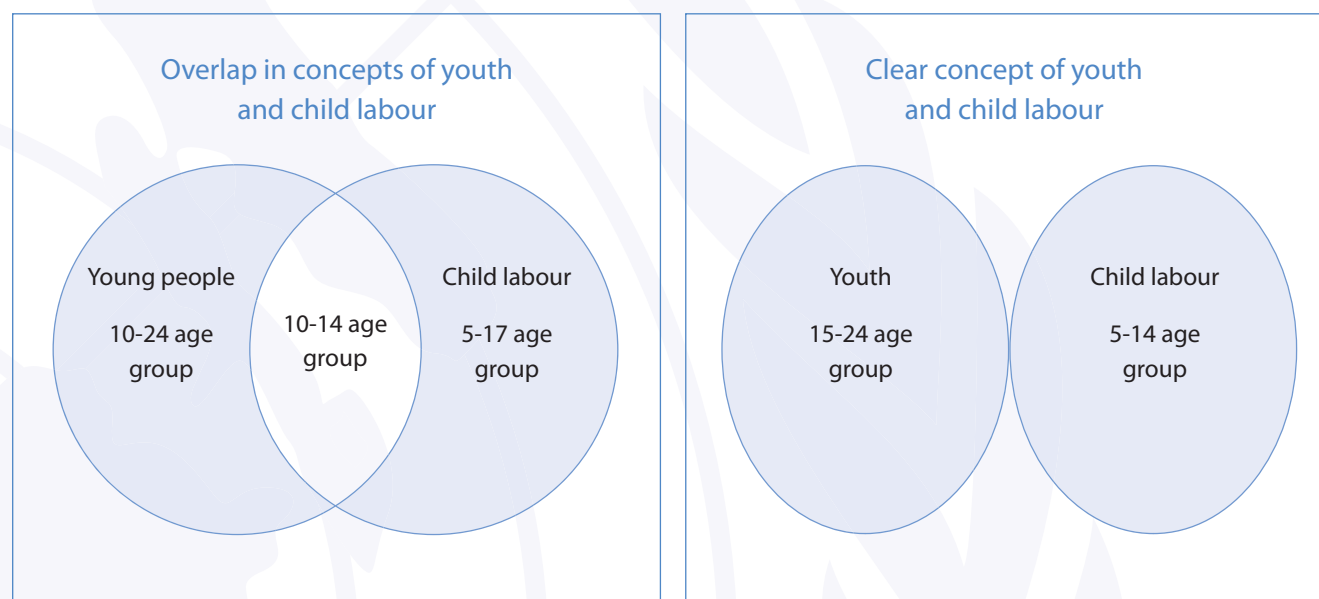 Overlap in concepts of youth
and child labour
Young people
10-24 age
group
10-14 age
group
Child labour
5-17 age
group
Clear concept of youth
and child labour
Youth
15-24 age
group
Child labour
5-14 age
group